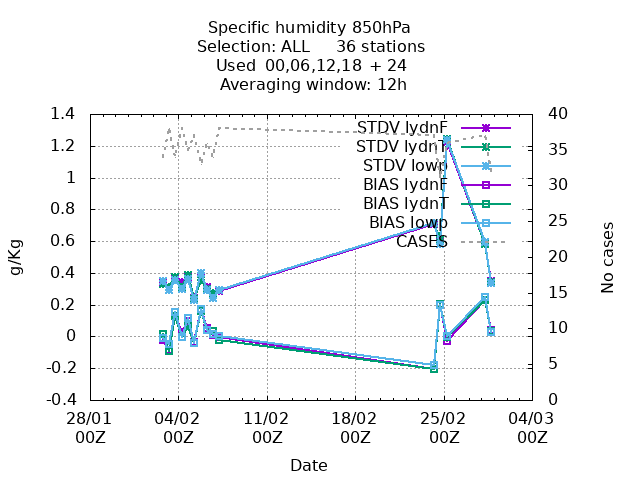 Specific humidity 850hPa
Selection: ALL 36 stations
Used 00,06,12,18 + 24
Averaging window: 12h
1.4
1.2
1
0.8
0.6
0.4
0.2
0
-0.2
-0.4
g/Kg
STDV lydnF
STDV lydnT
STDV lowp
BIAS lydnF
BIAS lydnT
BIAS lowp
CASES
40
35
30
25
20
15
10
5
0
No cases
28/01 04/02 11/02 18/02 25/02 04/03
00Z 00Z 00Z 00Z 00Z 00Z
Date